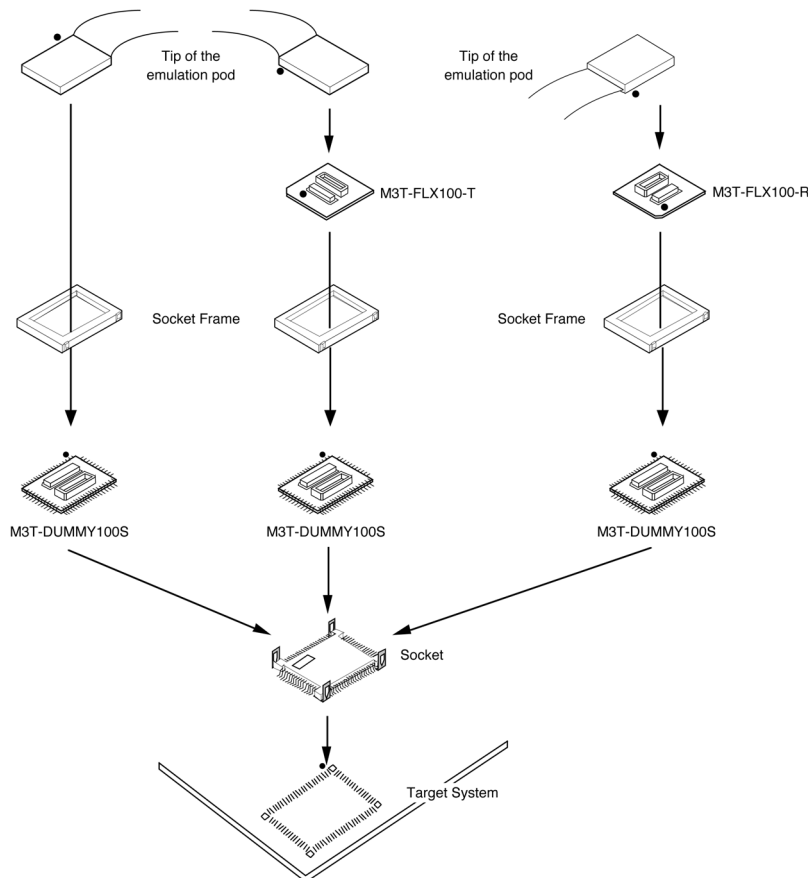 Tip of the
emulation pod
Tip of the
emulation pod
M3T-FLX100-T
M3T-FLX100-R
Socket Frame
Socket Frame
M3T-DUMMY100S
M3T-DUMMY100S
M3T-DUMMY100S
Socket
Target System